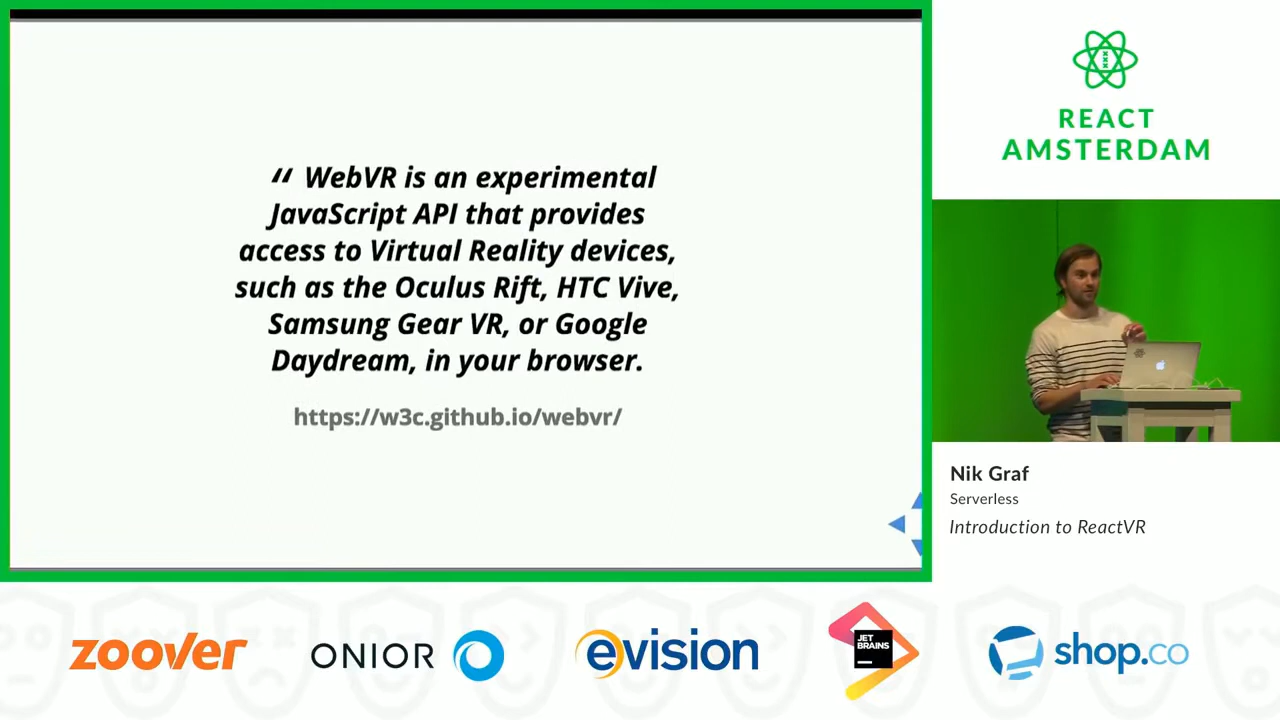 “ WebVR is an experimental
JavaScript API that provides
access to Virtual Reality devices,
such as the Oculus Rift, HTC Vive,
Samsung Gear VR, or Google
Daydream, in your browser.
https://w3c.github.io/webvr/
REACT
AMSTERDAM
Nik Graf
Serverless
Introduction to ReactVR
zoover
ONIOR
evision
JET
BRAINS
shop.co